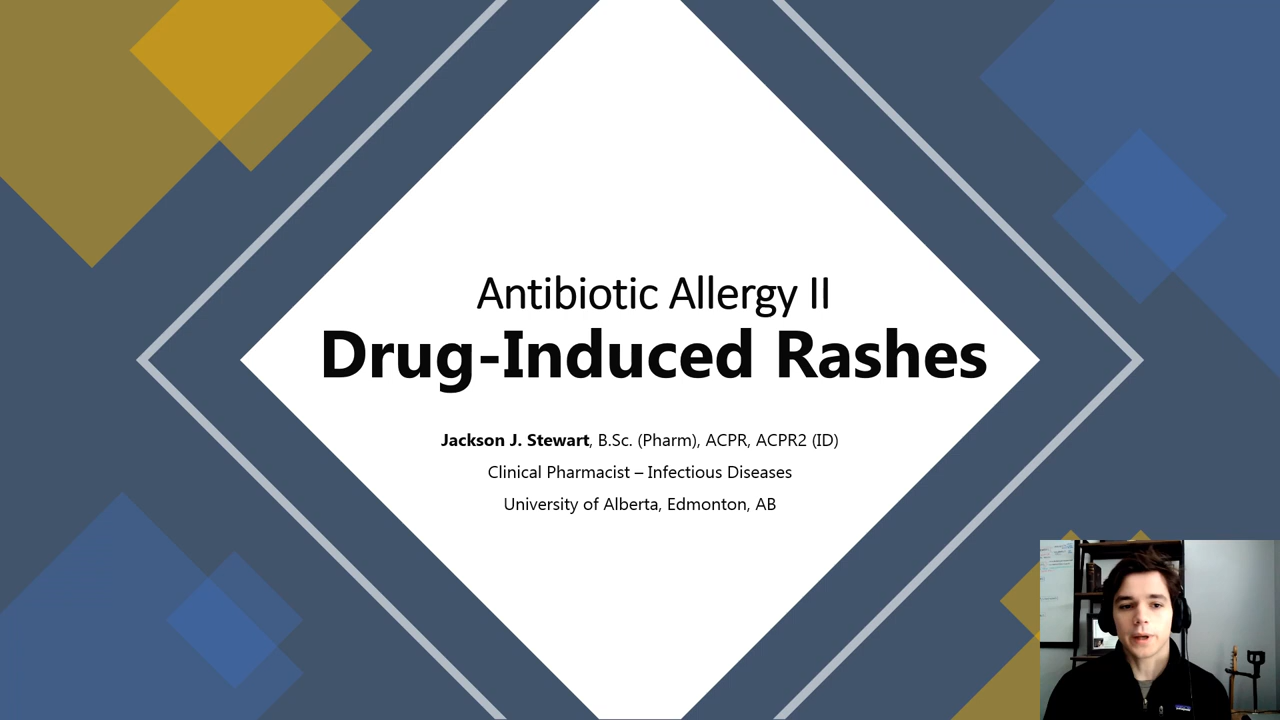 Antibiotic Allergy II
Drug-Induced Rashes
Jackson J. Stewart, B.Sc. (Pharm), ACPR, ACPR2 (ID)
Clinical Pharmacist – Infectious Diseases
University of Alberta, Edmonton, AB